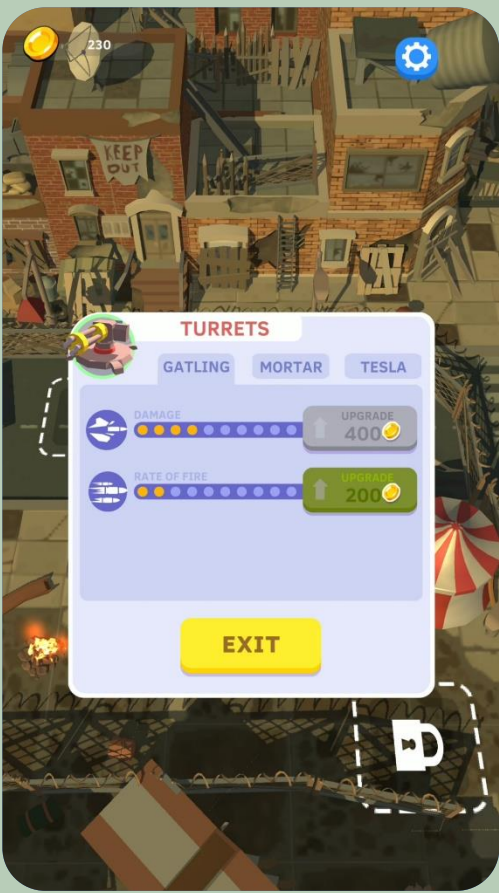 230
KEEP
OUT
TURRETS
GATLING MORTAR TESLA
DAMAGE
UPGRADE
400
RATE OF FIRE
UPGRADE
200
EXIT